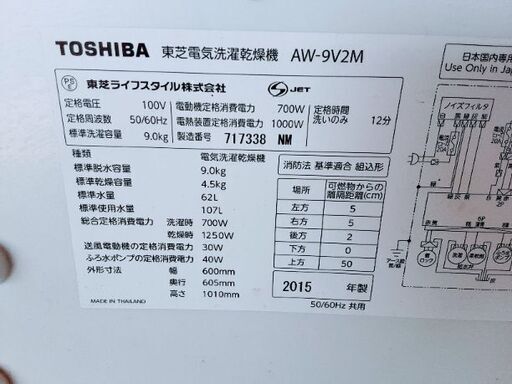 TOSHIBA 東芝電気洗濯乾燥機 AW-9V2M
PS E
東芝ライフスタイル株式会社
S JET
定格電圧 100V
定格周波数 50/60Hz
標準洗濯容量 9.0kg
電動機定格消費電力 700W
電熱装置定格消費電力 1000W
製造番号 717338 NM
定格時間
洗いのみ 12分
種類 電気洗濯乾燥機
標準脱水容量 9.0kg
標準乾燥容量 4.5kg
標準水量 62L
標準使用水量 107L
総合定格消費電力 洗濯時 700W
乾燥時 1250W
送風電動機の定格消費電力 30W
ふろ水ポンプの定格消費電力 40W
外形寸法 幅 600mm
奥行 605mm
高さ 1010mm
MADE IN THAILAND
消防法 基準適合 組込形
場所 可燃物からの離隔距離(cm)
左方 5
右方 5
後方 2
下方 0
上方 50
2015 年製
50/60Hz 共用
日本国内専用
Use Only in Jap
ノイズフィルタ
6P